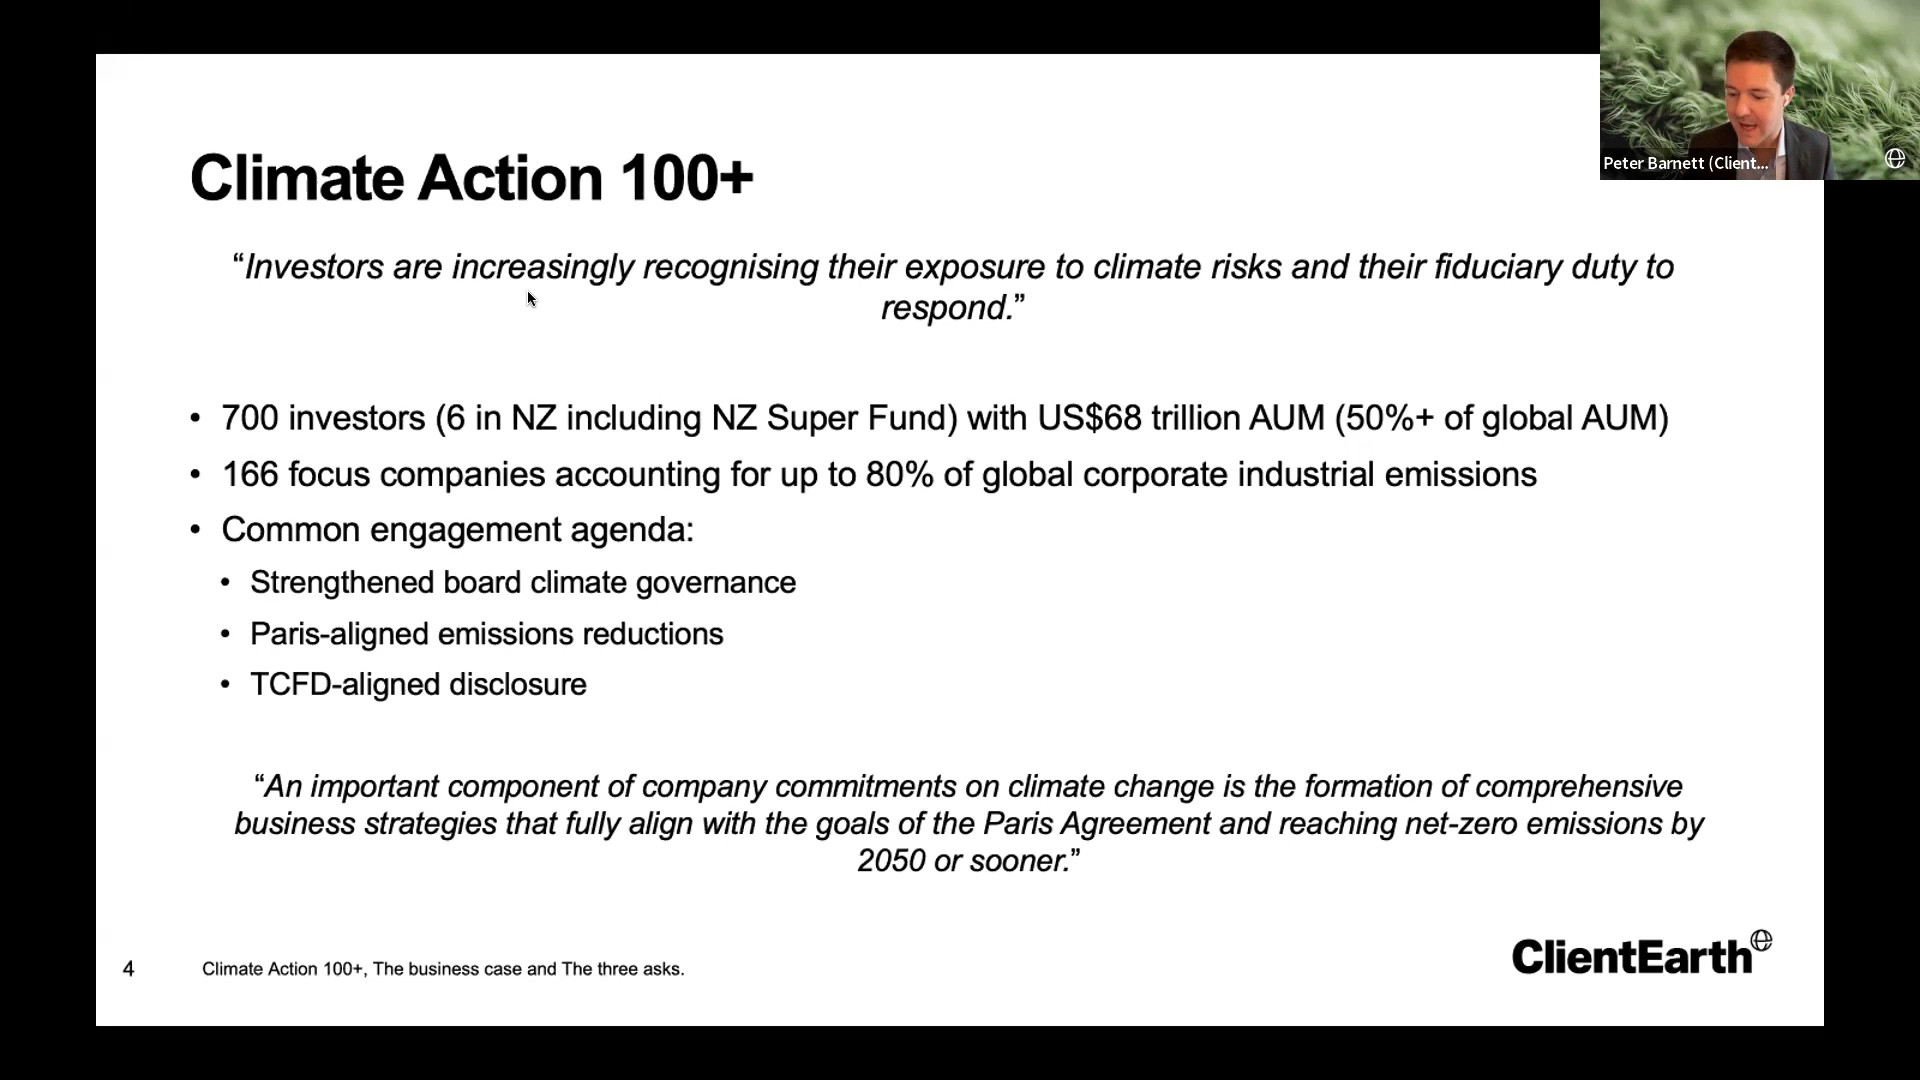 Peter Barnett (Client...
Climate Action 100+
“Investors are increasingly recognising their exposure to climate risks and their fiduciary duty to
respond.”
• 700 investors (6 in NZ including NZ Super Fund) with US$68 trillion AUM (50%+ of global AUM)
• 166 focus companies accounting for up to 80% of global corporate industrial emissions
• Common engagement agenda:
• Strengthened board climate governance
• Paris-aligned emissions reductions
• TCFD-aligned disclosure
“An important component of company commitments on climate change is the formation of comprehensive
business strategies that fully align with the goals of the Paris Agreement and reaching net-zero emissions by
2050 or sooner.”
4 Climate Action 100+, The business case and The three asks.
ClientEarth